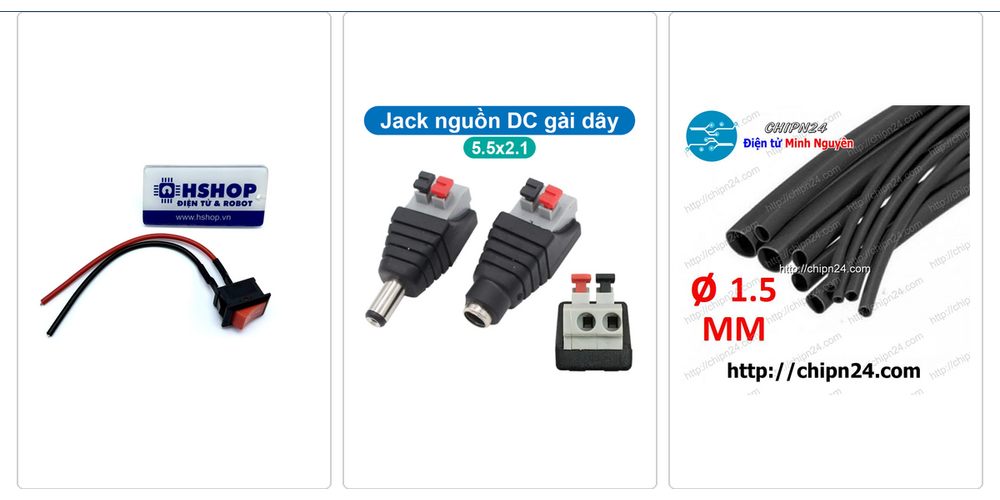 HSHOP
ĐIỆN TỬ & ROBOT
www.hshop.vn
Jack nguồn DC gài dây
5.5x2.1
CHIPN24
Điện tử Minh Nguyên
http://chipn24.com
Ø 1.5
MM
http://chipn24.com